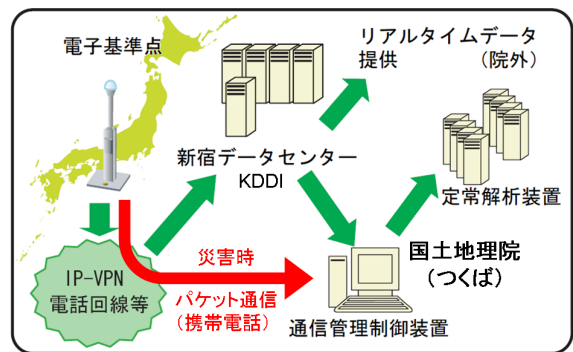 電子基準点
リアルタイムデータ
提供　　　（院外）
新宿データセンター
KDDI
定常解析装置
災害時
国土地理院
（つくば）
IP-VPN
電話回線等
パケット通信
（携帯電話）
通信管理制御装置